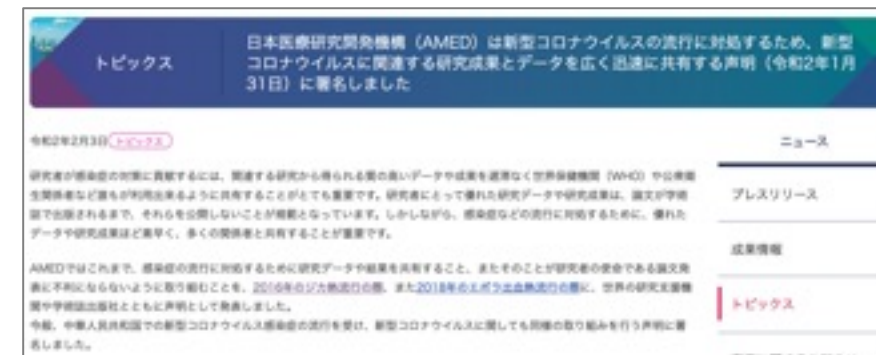 トピックス
日本医療研究開発機構（AMED）は新型コロナウイルスの流行に対処するため、新型
コロナウイルスに関連する研究成果とデータを広く迅速に共有する声明（令和2年1月
31日）に署名しました
令和2年2月3日 トピックス
研究者が感染症の対策に貢献するには、関連する研究から得られる質の高いデータや成果を遅滞なく世界保健機関（WHO）や公衆衛
生関係者など誰もが利用出来るように共有することがとても重要です。研究者にとって優れた研究データや研究成果は、論文が学術
誌で出版されるまで、それらを公開しないことが規範となっています。しかしながら、感染症などの流行に対処するために、優れた
データや研究成果ほど素早く、多くの関係者と共有することが重要です。
AMEDではこれまで、感染症の流行に対処するために研究データや結果を共有すること、またそのことが研究者の使命である論文発
表に不利にならないように取り組むことを、2016年のジカ熱流行の際、また2018年のエボラ出血熱流行の際に、世界の研究支援機
関や学術誌出版社とともに声明として発表しました。
今般、中華人民共和国での新型コロナウイルス感染症の流行を受け、新型コロナウイルスに関しても同様の取り組みを行う声明に署
名しました。
ニュース
プレスリリース
成果情報
トピックス